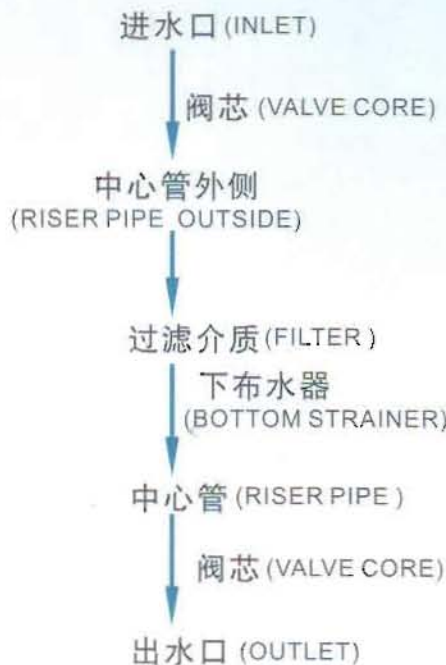 进水口(INLET)
阀芯(VALVE CORE)
中心管外侧
(RISER PIPE OUTSIDE)
过滤介质(FILTER)
下布水器
(BOTTOM STRAINER)
中心管(RISER PIPE)
阀芯(VALVE CORE)
出水口(OUTLET)